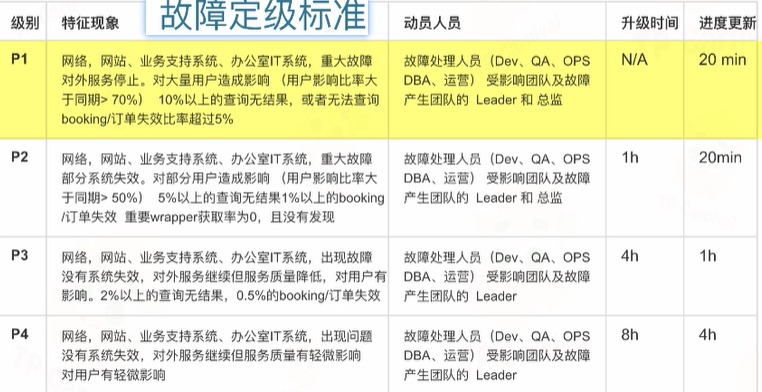 故障定级标准
级别 特征现象 动员人员 升级时间 进度更新
P1 网络，网站、业务支持系统、办公室IT系统，重大故障 故障处理人员（Dev、QA、OPS N/A 20 min
对外服务停止。对大量用户造成影响 （用户影响比率大 DBA、运营） 受影响团队及故障
于同期> 70%） 10%以上的查询无结果，或者无法查询 产生团队的 Leader 和 总监
booking/订单失效比率超过5%
P2 网络，网站、业务支持系统、办公室IT系统，重大故障 故障处理人员（Dev、QA、OPS 1h 20min
部分系统失效。对部分用户造成影响 （用户影响比率大 DBA、运营） 受影响团队及故障
于同期> 50%） 5%以上的查询无结果1%以上的booking 产生团队的 Leader 和 总监
/订单失效 重要wrapper获取率为0，且没有发现
P3 网络，网站、业务支持系统、办公室IT系统，出现故障 故障处理人员（Dev、QA、OPS 4h 1h
没有系统失效，对外服务继续但服务质量降低，对用户有 DBA、运营） 受影响团队及故障
影响。2%以上的查询无结果，0.5%的booking/订单失效 产生团队的 Leader
P4 网络，网站、业务支持系统、办公室IT系统，出现问题 故障处理人员（Dev、QA、OPS 8h 4h
没有系统失效，对外服务继续但服务质量有轻微影响 DBA、运营） 受影响团队及故障
对用户有轻微影响 产生团队的 Leader